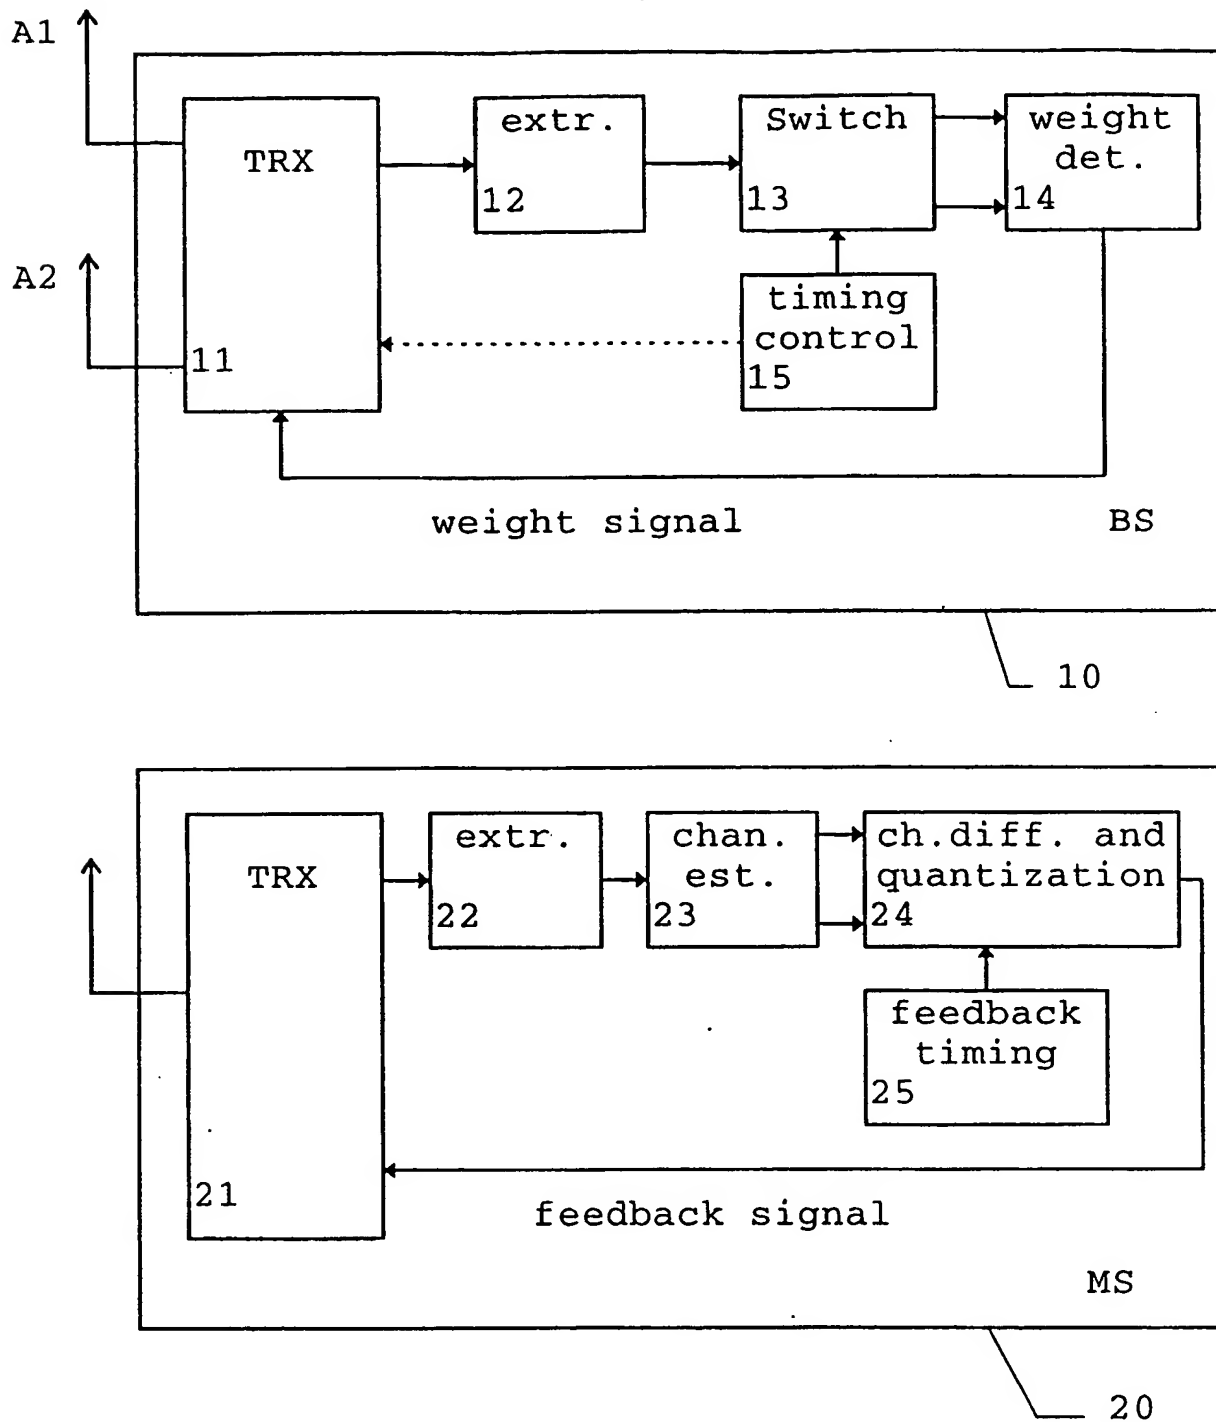 A1
extr.
12
Switch
13
weight
det.
14
TRX
A2
11
timing
control
15
weight signal
BS
10
TRX
extr.
22
chan.
est.
23
ch.diff. and
quantization
24
feedback
timing
25
21
feedback signal
MS
20